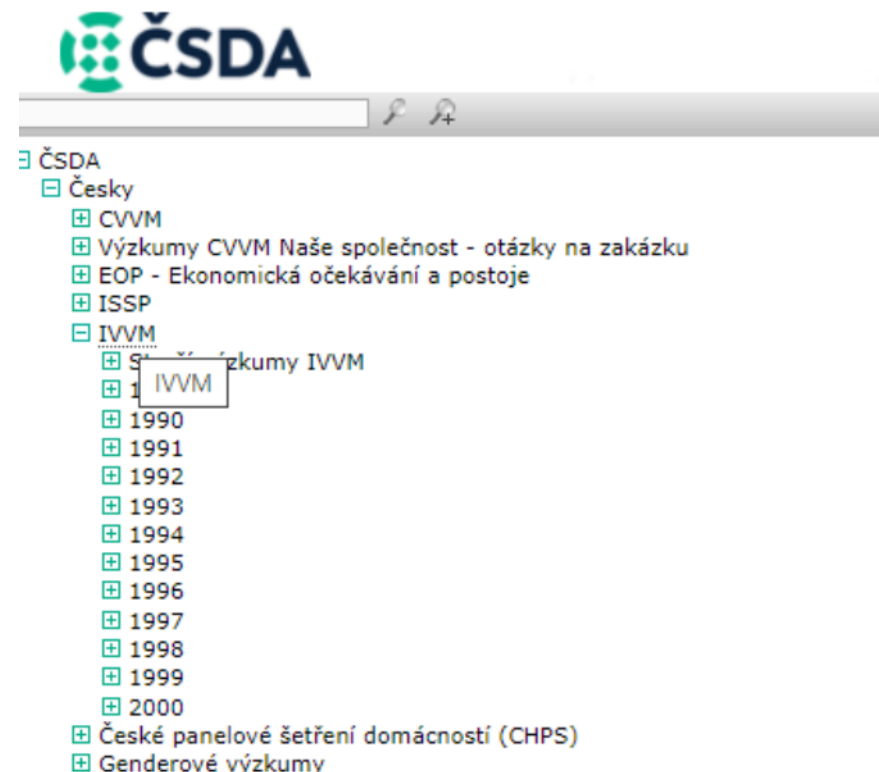 ČSDA
ČSDA
Česky
CVVM
Výzkumy CVVM Naše společnost - otázky na zakázku
EOP - Ekonomická očekávání a postoje
ISSP
IVVM
IVVM
IVVM
1990
1991
1992
1993
1994
1995
1996
1997
1998
1999
2000
České panelové šetření domácností (CHPS)
Genderové výzkumy